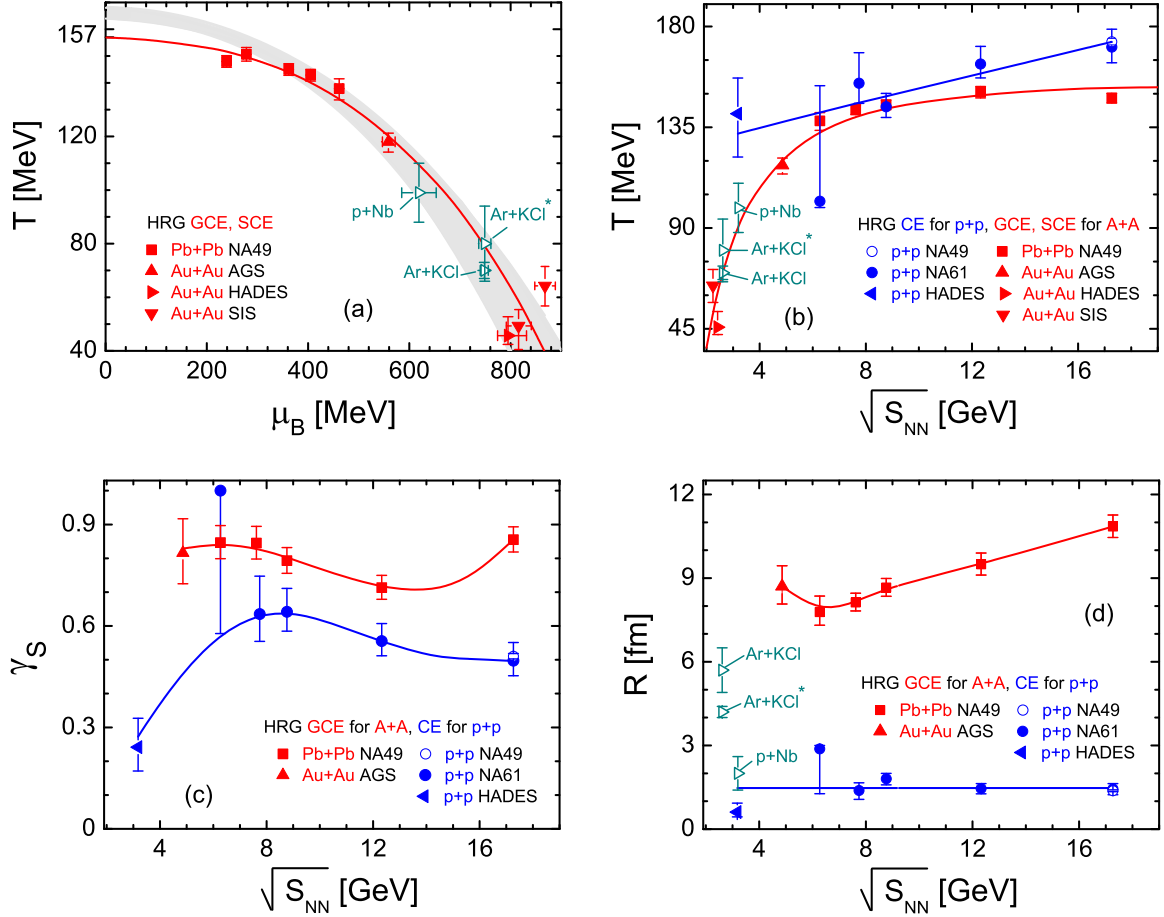 157
120
80
40
0
200
400
600
800
T [MeV]
μB [MeV]
p+Nb
Ar+KCl*
Ar+KCl
HRG GCE, SCE
Pb+Pb NA49
Au+Au AGS
Au+Au HADES
Au+Au SIS
(a)
180
135
90
45
4
8
12
16
T [MeV]
√SNN [GeV]
p+Nb
Ar+KCl*
Ar+KCl
HRG CE for p+p, GCE, SCE for A+A
p+p NA49
p+p NA61
p+p HADES
Pb+Pb NA49
Au+Au AGS
Au+Au HADES
Au+Au SIS
(b)
0.9
0.6
0.3
0
4
8
12
16
γS
√SNN [GeV]
HRG GCE for A+A, CE for p+p
Pb+Pb NA49
Au+Au AGS
p+p NA49
p+p NA61
p+p HADES
(c)
12
9
6
3
0
4
8
12
16
R [fm]
√SNN [GeV]
Ar+KCl
Ar+KCl*
p+Nb
(d)
HRG GCE for A+A, CE for p+p
Pb+Pb NA49
Au+Au AGS
p+p NA49
p+p NA61
p+p HADES